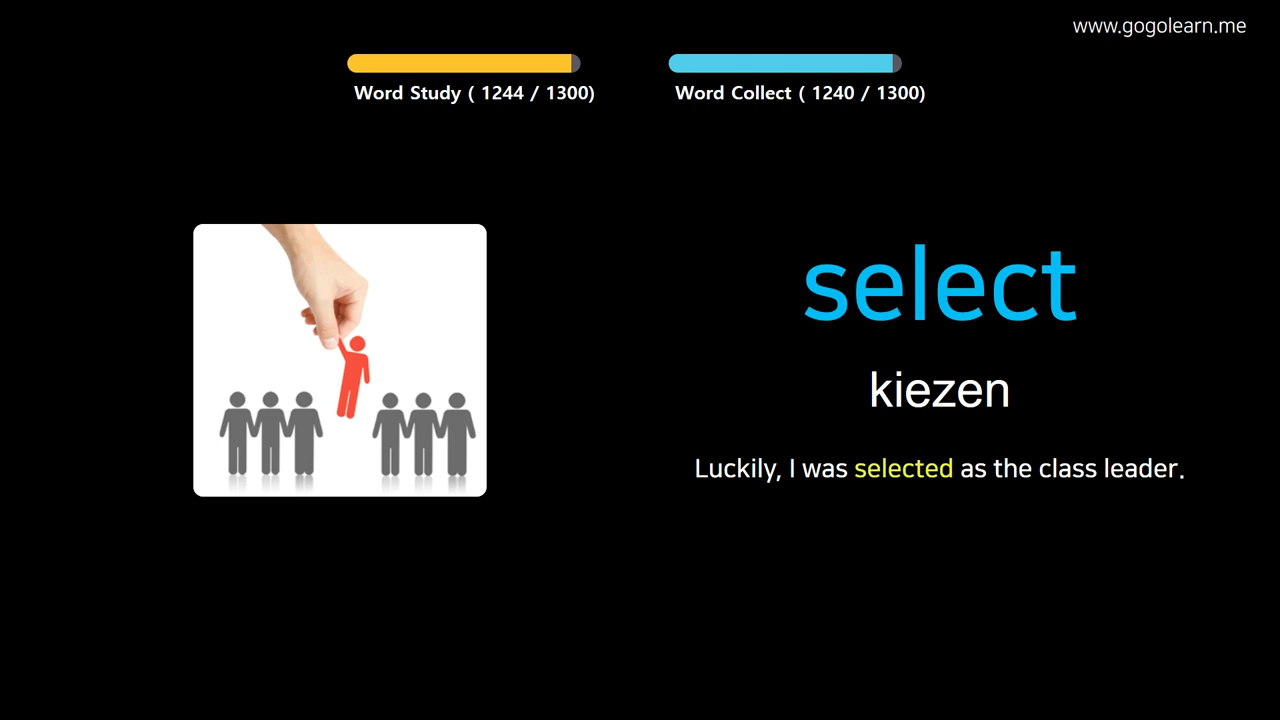 www.gogolearn.me
Word Study ( 1244 / 1300)
Word Collect ( 1240 / 1300)
select
kiezen
Luckily, I was selected as the class leader.